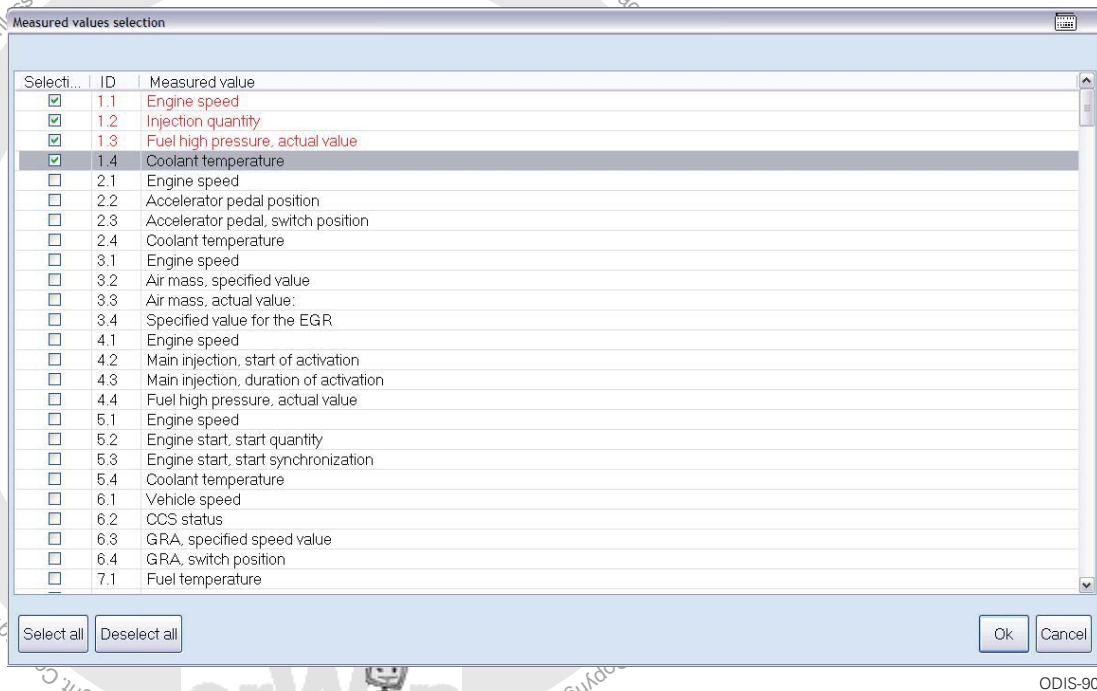 Measured values selection
Selecti... ID Measured value
1.1 Engine speed
1.2 Injection quantity
1.3 Fuel high pressure, actual value
1.4 Coolant temperature
2.1 Engine speed
2.2 Accelerator pedal position
2.3 Accelerator pedal, switch position
2.4 Coolant temperature
3.1 Engine speed
3.2 Air mass, specified value
3.3 Air mass, actual value:
3.4 Specified value for the EGR
4.1 Engine speed
4.2 Main injection, start of activation
4.3 Main injection, duration of activation
4.4 Fuel high pressure, actual value
5.1 Engine speed
5.2 Engine start, start quantity
5.3 Engine start, start synchronization
5.4 Coolant temperature
6.1 Vehicle speed
6.2 CCS status
6.3 GRA, specified speed value
6.4 GRA, switch position
7.1 Fuel temperature
Select all Deselect all Ok Cancel
ODIS-90